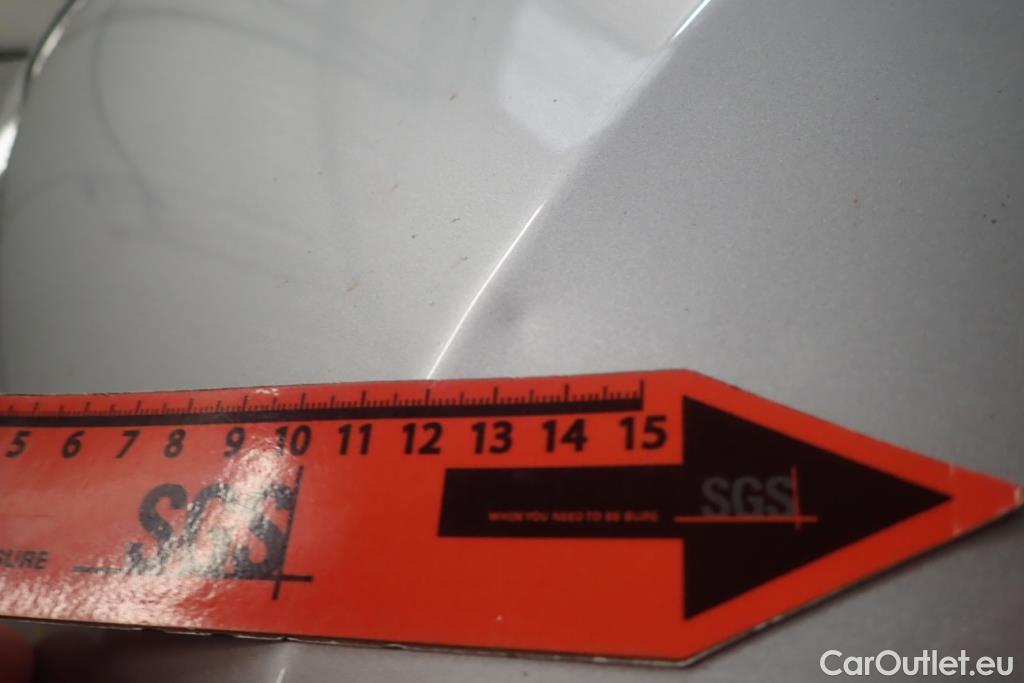 5 6 7 8 9 10 11 12 13 14 15
SGS
SGS
WHEN YOU NEED TO BE SURE
SURE
CarOutlet.eu